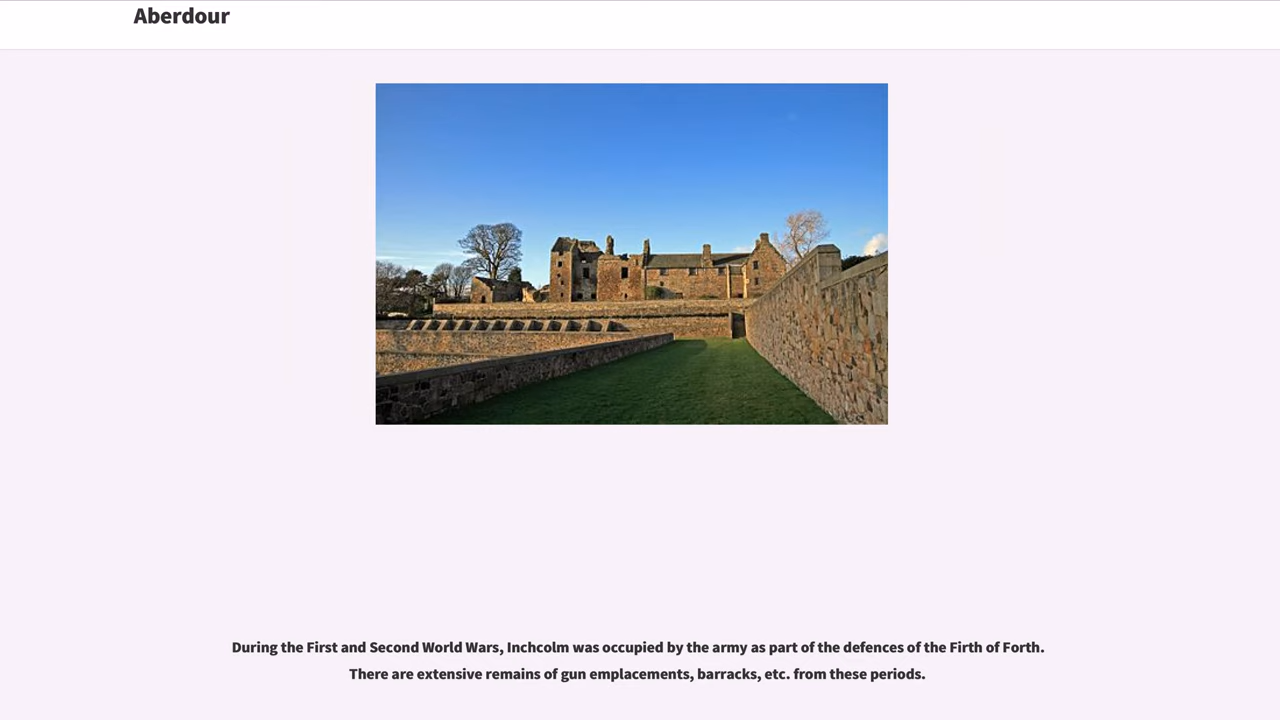 Aberdour
During the First and Second World Wars, Inchcolm was occupied by the army as part of the defences of the Firth of Forth.
There are extensive remains of gun emplacements, barracks, etc. from these periods.